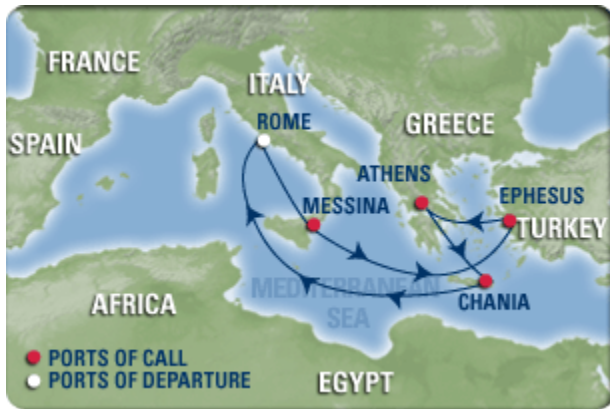 FRANCE
ITALY
ROME
SPAIN
GREECE
ATHENS
EPHESUS
MESSINA
TURKEY
MEDITERRANEAN
SEA
CHANIA
AFRICA
PORTS OF CALL
PORTS OF DEPARTURE
EGYPT